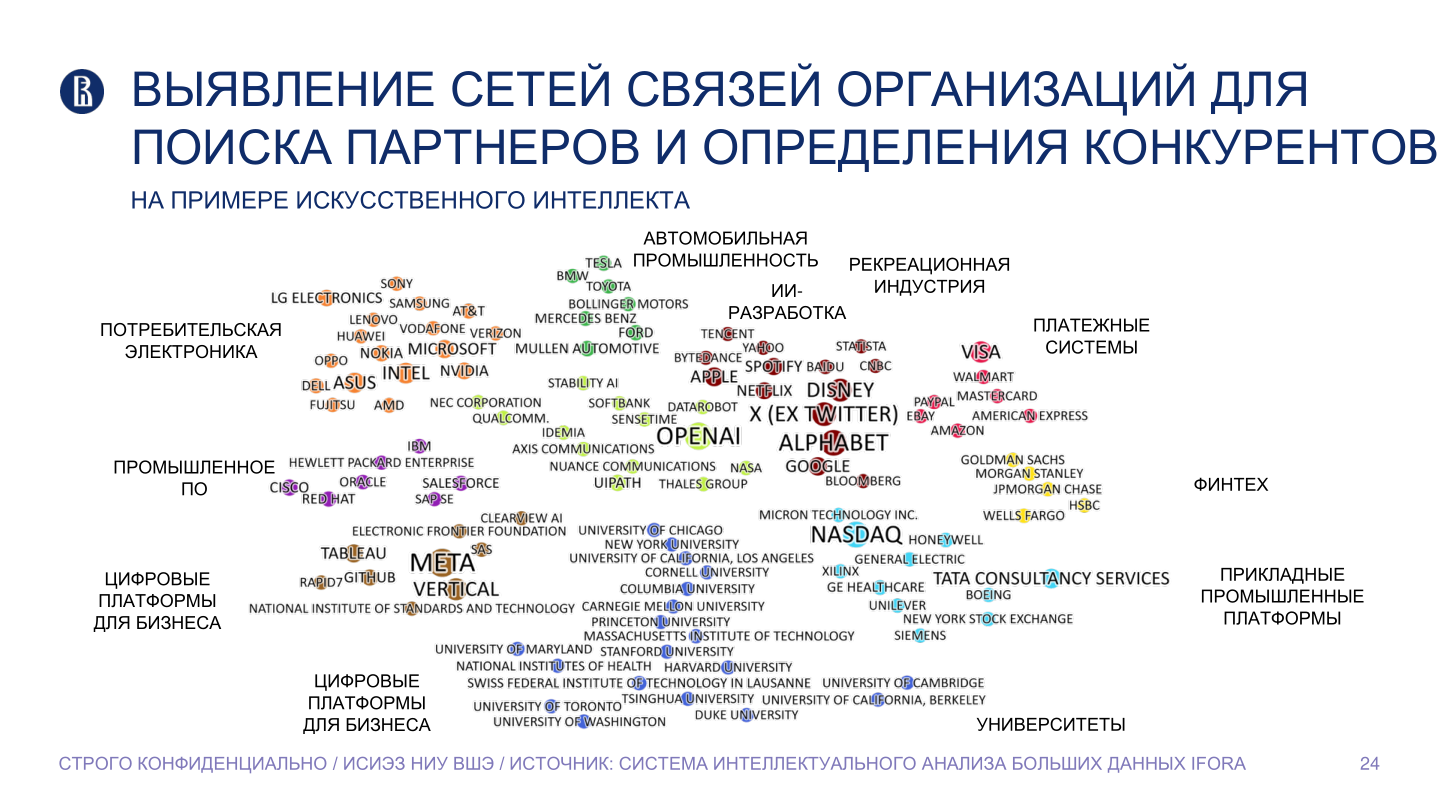 ВЫЯВЛЕНИЕ СЕТЕЙ СВЯЗЕЙ ОРГАНИЗАЦИЙ ДЛЯ
ПОИСКА ПАРТНЕРОВ И ОПРЕДЕЛЕНИЯ КОНКУРЕНТОВ
НА ПРИМЕРЕ ИСКУССТВЕННОГО ИНТЕЛЛЕКТА
ПОТРЕБИТЕЛЬСКАЯ
ЭЛЕКТРОНИКА
SONY
LG ELECTRONICS
SAMSUNG
AT&T
LENOVO
VODAFONE
VERIZON
HUAWEI
NOKIA
MICROSOFT
OPPO
INTEL
NVIDIA
DELL
ASUS
FUJITSU
AMD
АВТОМОБИЛЬНАЯ
ПРОМЫШЛЕННОСТЬ
TESLA
BMW
TOYOTA
BOLLINGER MOTORS
MERCEDES BENZ
FORD
MULLEN AUTOMOTIVE
ИИ-
РАЗРАБОТКА
STABILITY AI
NEC CORPORATION
SOFTBANK
DATAROBOT
QUALCOMM.
SENSETIME
IDEMIA
OPENAI
AXIS COMMUNICATIONS
NUANCE COMMUNICATIONS
NASA
UIPATH
THALES GROUP
РЕКРЕАЦИОННАЯ
ИНДУСТРИЯ
TENCENT
YAHOO
STATISTA
BYTEDANCE
SPOTIFY
BAIDU
CNBC
APPLE
NETFLIX
DISNEY
X (EX TWITTER)
ALPHABET
GOOGLE
BLOOMBERG
ПЛАТЕЖНЫЕ
СИСТЕМЫ
VISA
WALMART
PAYPAL
MASTERCARD
EBAY
AMERICAN EXPRESS
AMAZON
ПРОМЫШЛЕННОЕ
ПО
IBM
HEWLETT PACKARD ENTERPRISE
CISCO
ORACLE
SALESFORCE
RED HAT
SAP SE
ФИНТЕХ
GOLDMAN SACHS
MORGAN STANLEY
JPMORGAN CHASE
HSBC
WELLS FARGO
ЦИФРОВЫЕ
ПЛАТФОРМЫ
ДЛЯ БИЗНЕСА
CLEARVIEW AI
ELECTRONIC FRONTIER FOUNDATION
TABLEAU
SAS
META
RAPID7
GITHUB
VERTICAL
NATIONAL INSTITUTE OF STANDARDS AND TECHNOLOGY
ПРИКЛАДНЫЕ
ПРОМЫШЛЕННЫЕ
ПЛАТФОРМЫ
MICRON TECHNOLOGY INC.
NASDAQ
HONEYWELL
GENERAL ELECTRIC
XILINX
TATA CONSULTANCY SERVICES
GE HEALTHCARE
BOEING
UNILEVER
NEW YORK STOCK EXCHANGE
SIEMENS
ЦИФРОВЫЕ
ПЛАТФОРМЫ
ДЛЯ БИЗНЕСА
UNIVERSITY OF CHICAGO
NEW YORK UNIVERSITY
UNIVERSITY OF CALIFORNIA, LOS ANGELES
CORNELL UNIVERSITY
COLUMBIA UNIVERSITY
CARNEGIE MELLON UNIVERSITY
PRINCETON UNIVERSITY
MASSACHUSETTS INSTITUTE OF TECHNOLOGY
UNIVERSITY OF MARYLAND
STANFORD UNIVERSITY
NATIONAL INSTITUTES OF HEALTH
HARVARD UNIVERSITY
SWISS FEDERAL INSTITUTE OF TECHNOLOGY IN LAUSANNE
UNIVERSITY OF CAMBRIDGE
TSINGHUA UNIVERSITY
UNIVERSITY OF CALIFORNIA, BERKELEY
UNIVERSITY OF TORONTO
DUKE UNIVERSITY
UNIVERSITY OF WASHINGTON
УНИВЕРСИТЕТЫ
СТРОГО КОНФИДЕНЦИАЛЬНО / ИСИЭЗ НИУ ВШЭ / ИСТОЧНИК: СИСТЕМА ИНТЕЛЛЕКТУАЛЬНОГО АНАЛИЗА БОЛЬШИХ ДАННЫХ IFORA
24